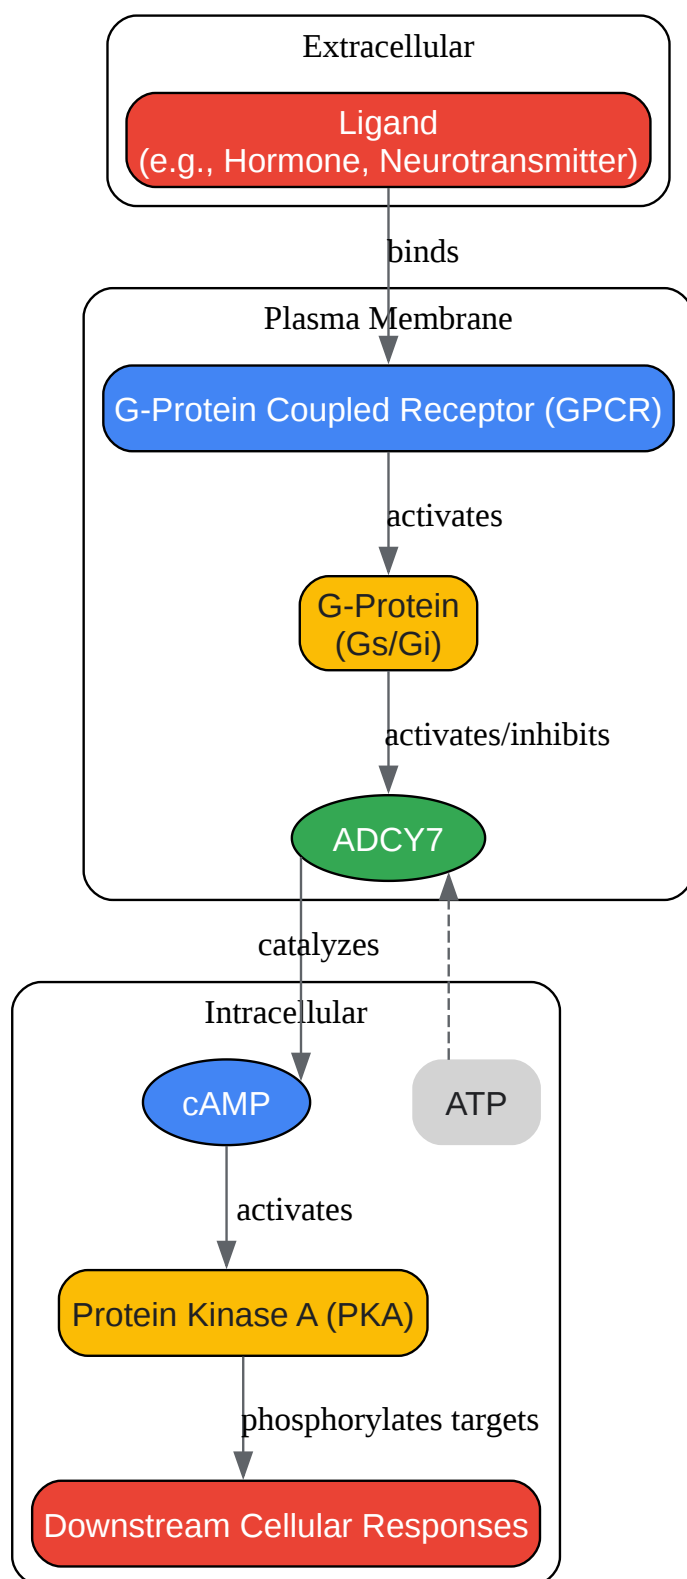 Extracellular
Ligand
(e.g., Hormone, Neurotransmitter)
binds
Plasma Membrane
G-Protein Coupled Receptor (GPCR)
activates
G-Protein
(Gs/Gi)
activates/inhibits
ADCY7
catalyzes
Intracellular
cAMP
ATP
activates
Protein Kinase A (PKA)
phosphorylates targets
Downstream Cellular Responses